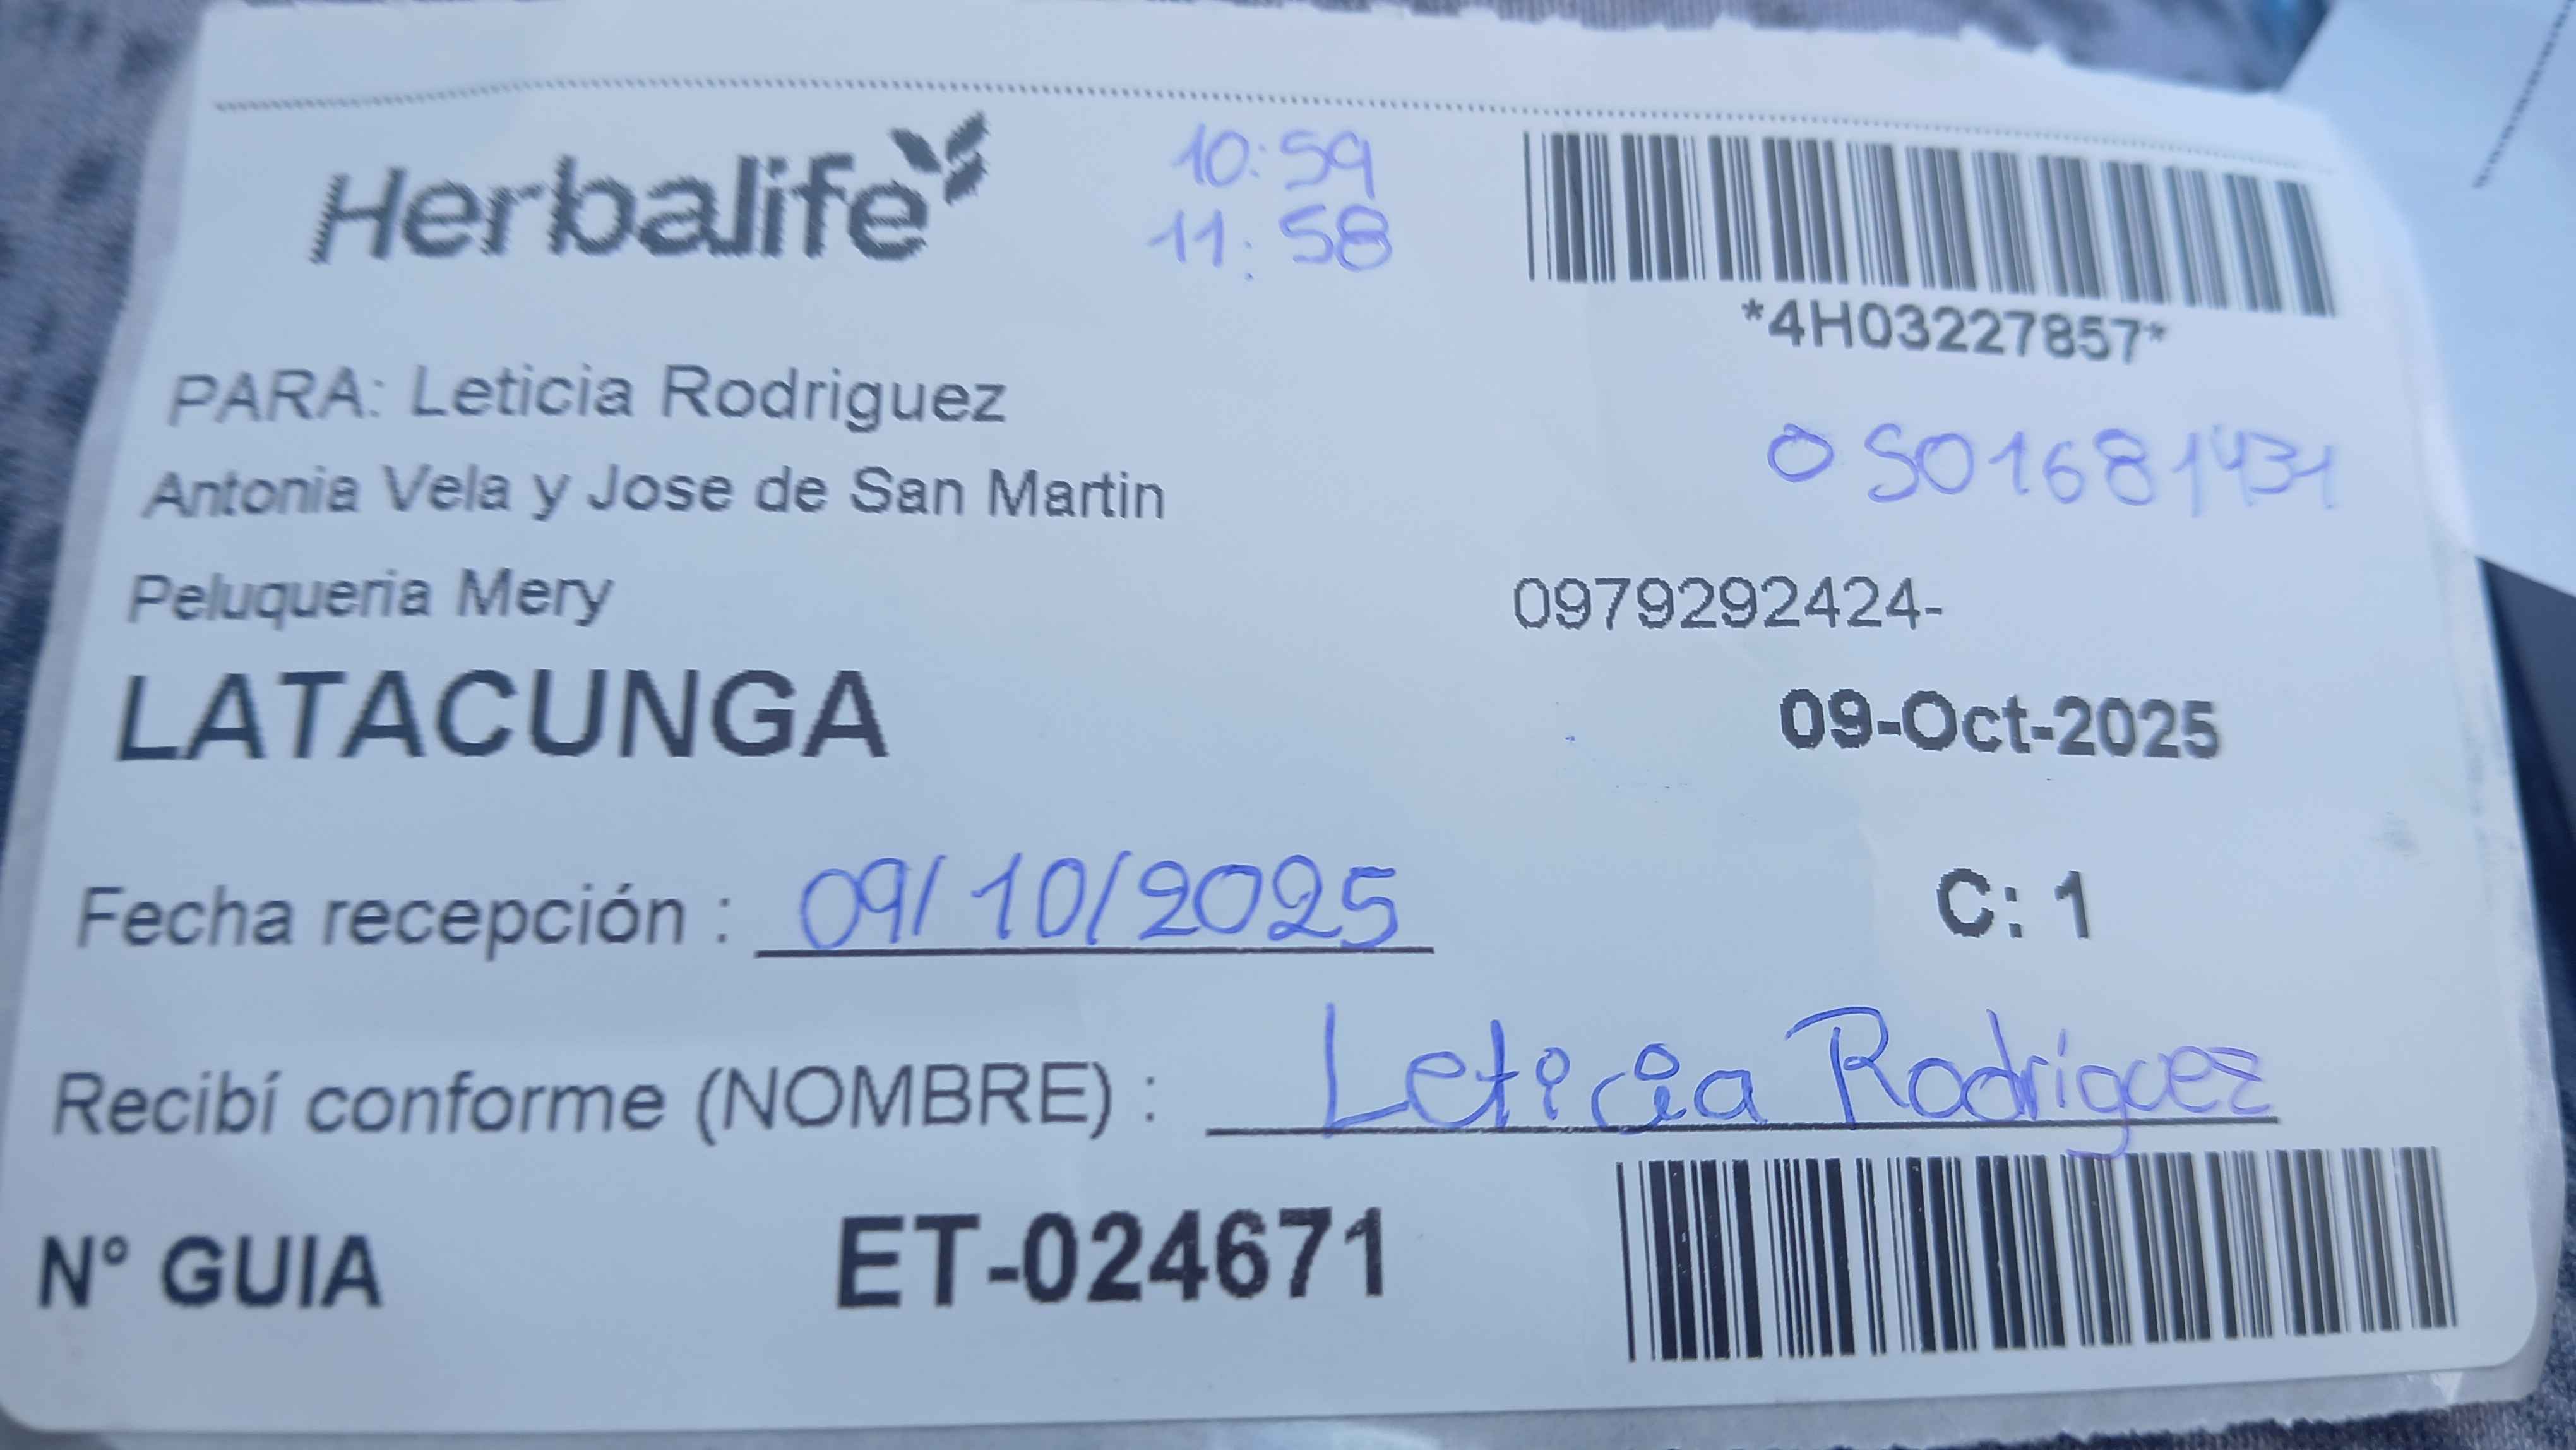 Herbalife
10:59
11:58
*4H03227857*
PARA: Leticia Rodriguez
0501681431
Antonia Vela y Jose de San Martin
Peluqueria Mery
0979292424-
LATACUNGA
09-Oct-2025
Fecha recepción : 09/10/2025
C: 1
Recibí conforme (NOMBRE) : Leticia Rodriguez
N° GUIA ET-024671